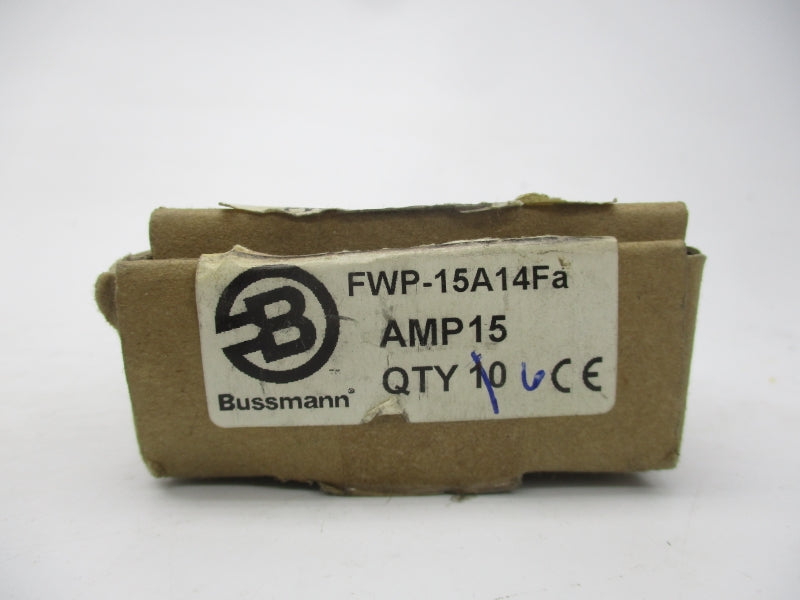 B
FWP-15A14Fa
AMP15
QTY 10 6 CE
Bussmann®